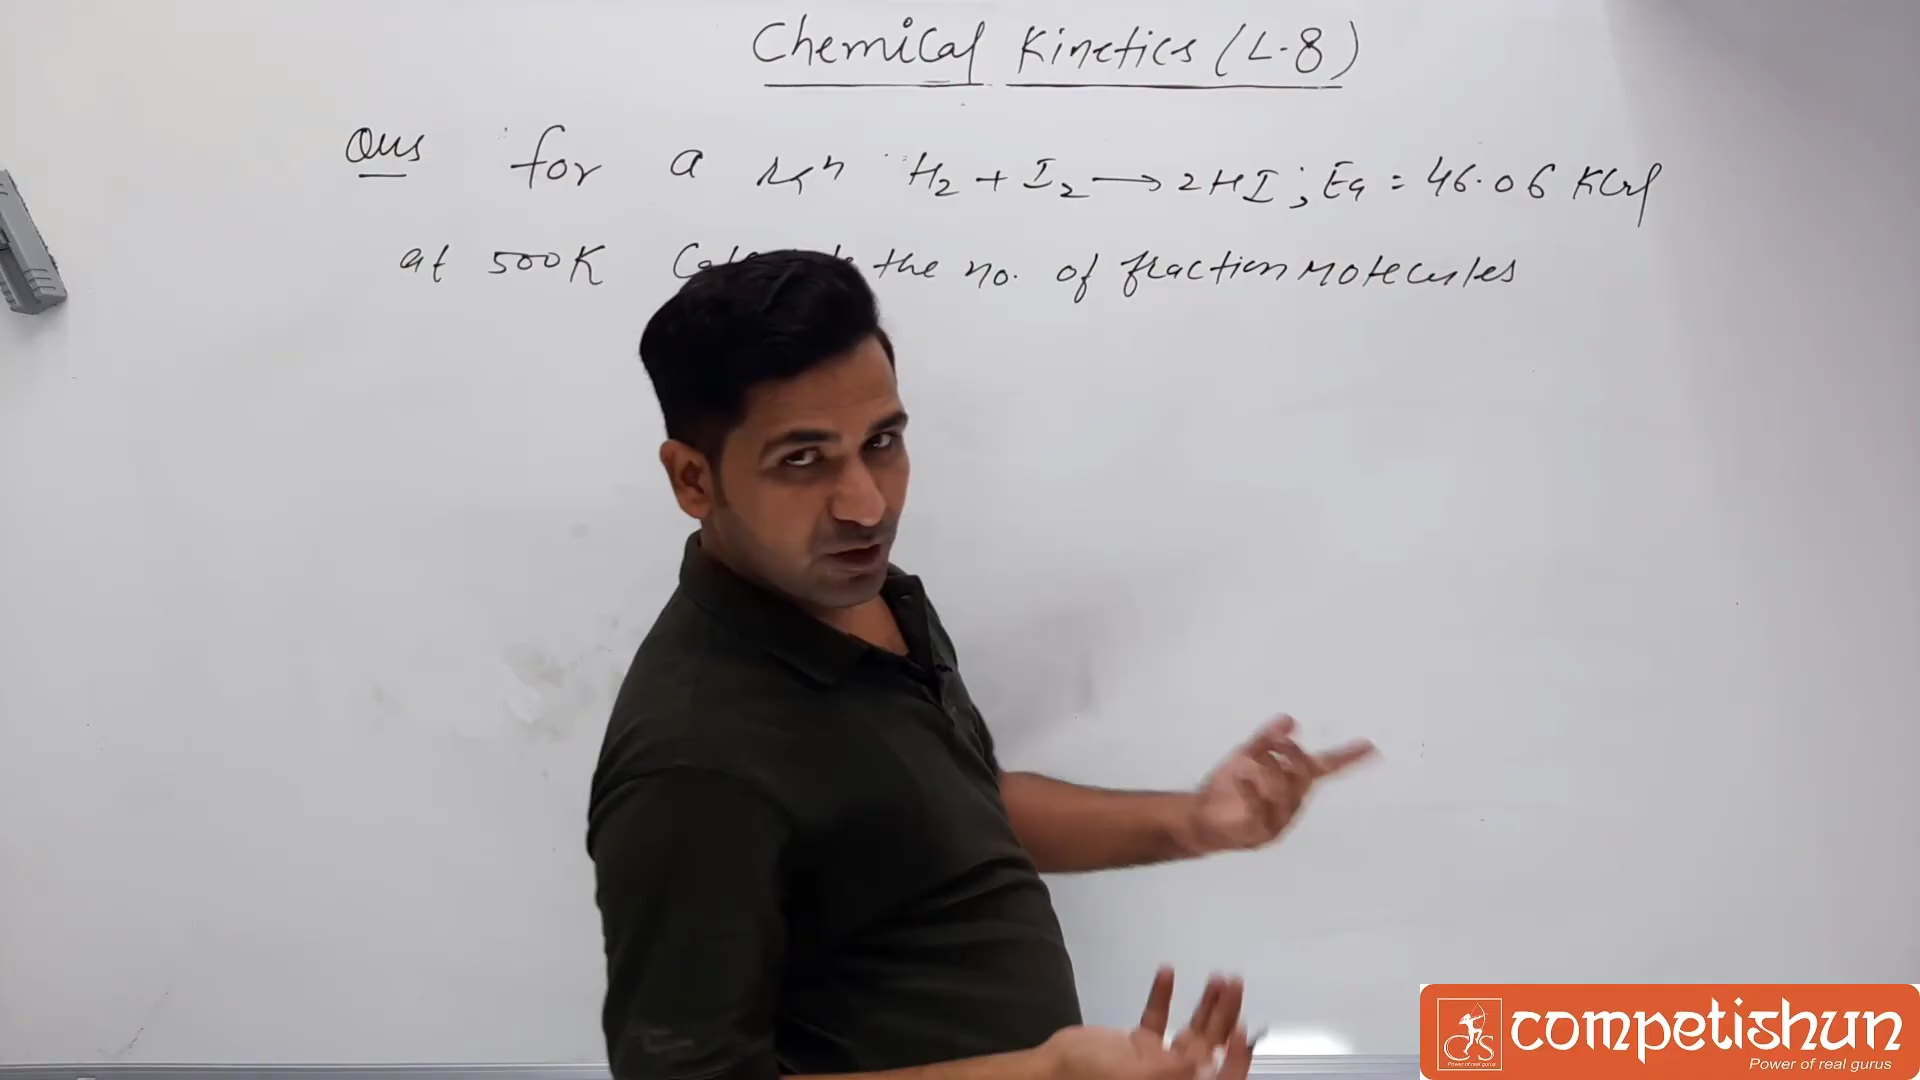 Chemical Kinetics (L-8)
Ques for a rxn H2 + I2 → 2HI ; Ea = 46.06 KCal
at 500K the no. of fraction molecules
competishun
Power of real gurus